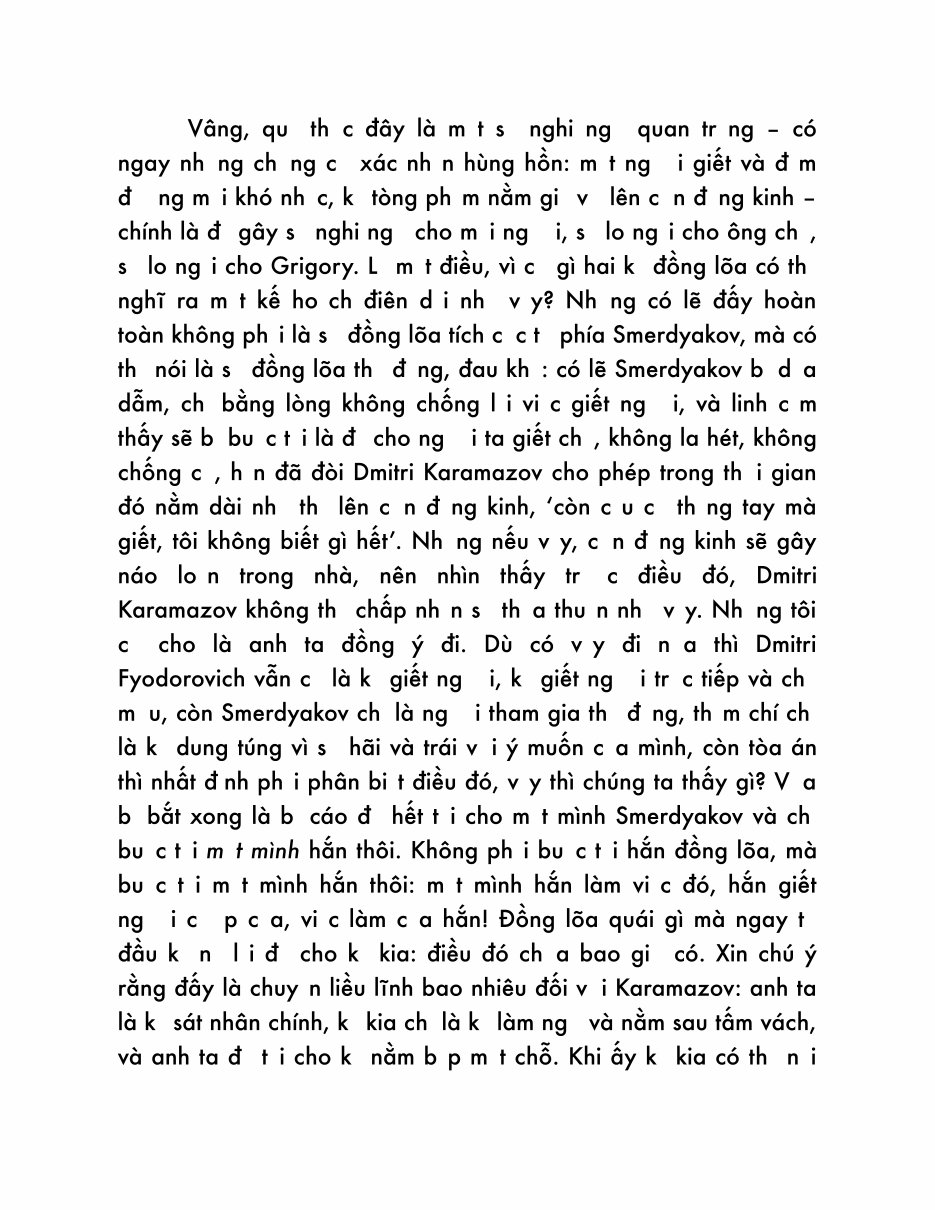 Vâng, qu  th c đây là m t s  nghi ng  quan tr ng – có
ngay nh ng ch ng c  xác nh n hùng hồn: m t ng  i giết và đ m
đ  ng m i khó nh c, k  tòng ph m nằm gi  v  lên c n đ ng kinh –
chính là đ  gây s  nghi ng  cho m i ng  i, s  lo ng i cho ông ch ,
s  lo ng i cho Grigory. L  m t điều, vì c  gì hai k  đồng lõa có th
nghĩ ra m t kế ho ch điên d i nh  v y? Nh ng có lẽ đấy hoàn
toàn không ph i là s  đồng lõa tích c c t  phía Smerdyakov, mà có
th  nói là s  đồng lõa th  đ ng, đau kh : có lẽ Smerdyakov b  d a
dẫm, ch  bằng lòng không chống l i vi c giết ng  i, và linh c m
thấy sẽ b  bu c t i là đ  cho ng  i ta giết ch , không la hét, không
chống c , h n đã đòi Dmitri Karamazov cho phép trong th i gian
đó nằm dài nh  th  lên c n đ ng kinh, ‘còn c u c  th ng tay mà
giết, tôi không biết gì hết’. Nh ng nếu v y, c n đ ng kinh sẽ gây
náo lo n trong nhà, nên nhìn thấy tr  c điều đó, Dmitri
Karamazov không th  chấp nh n s  th a thu n nh  v y. Nh ng tôi
c  cho là anh ta đồng ý đi. Dù có v y đi n a thì Dmitri
Fyodorovich vẫn c  là k  giết ng  i, k  giết ng  i tr c tiếp và ch
m u, còn Smerdyakov ch  là ng  i tham gia th  đ ng, th m chí ch
là k  dung túng vì s  hãi và trái v i ý muốn c a mình, còn tòa án
thì nhất đ nh ph i phân bi t điều đó, v y thì chúng ta thấy gì? V a
b  bắt xong là b  cáo đ  hết t i cho m t mình Smerdyakov và ch
bu c t i m t mình hắn thôi. Không ph i bu c t i hắn đồng lõa, mà
bu c t i m t mình hắn thôi: m t mình hắn làm vi c đó, hắn giết
ng  i c  p c a, vi c làm c a hắn! Đồng lõa quái gì mà ngay t
đầu k  n  l i đ  cho k  kia: điều đó ch a bao gi  có. Xin chú ý
rằng đấy là chuy n liều lĩnh bao nhiêu đối v i Karamazov: anh ta
là k  sát nhân chính, k  kia ch  là k  làm ng  và nằm sau tấm vách,
và anh ta đ  t i cho k  nằm b p m t chỗ. Khi ấy k  kia có th  n i